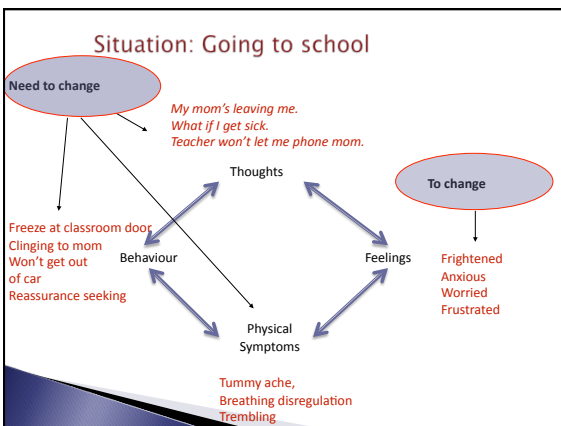 Situation: Going to school
Need to change
My mom's leaving me.
What if I get sick.
Teacher won't let me phone mom.
Thoughts
To change
Freeze at classroom door
Clinging to mom
Won't get out
of car
Reassurance seeking
Behaviour
Feelings
Frightened
Anxious
Worried
Frustrated
Physical
Symptoms
Tummy ache,
Breathing disregulation
Trembling